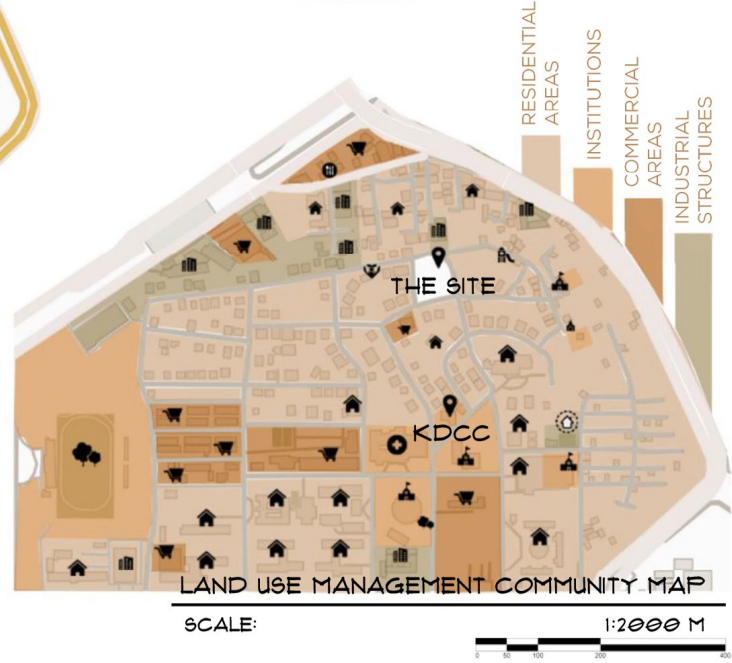 RESIDENTIAL
AREAS
INSTITUTIONS
COMMERCIAL
AREAS
INDUSTRIAL
STRUCTURES
THE SITE
KDCC
LAND USE MANAGEMENT COMMUNITY MAP
SCALE:
1:2000 M
0 50 100 200 400